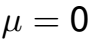 μ = 0